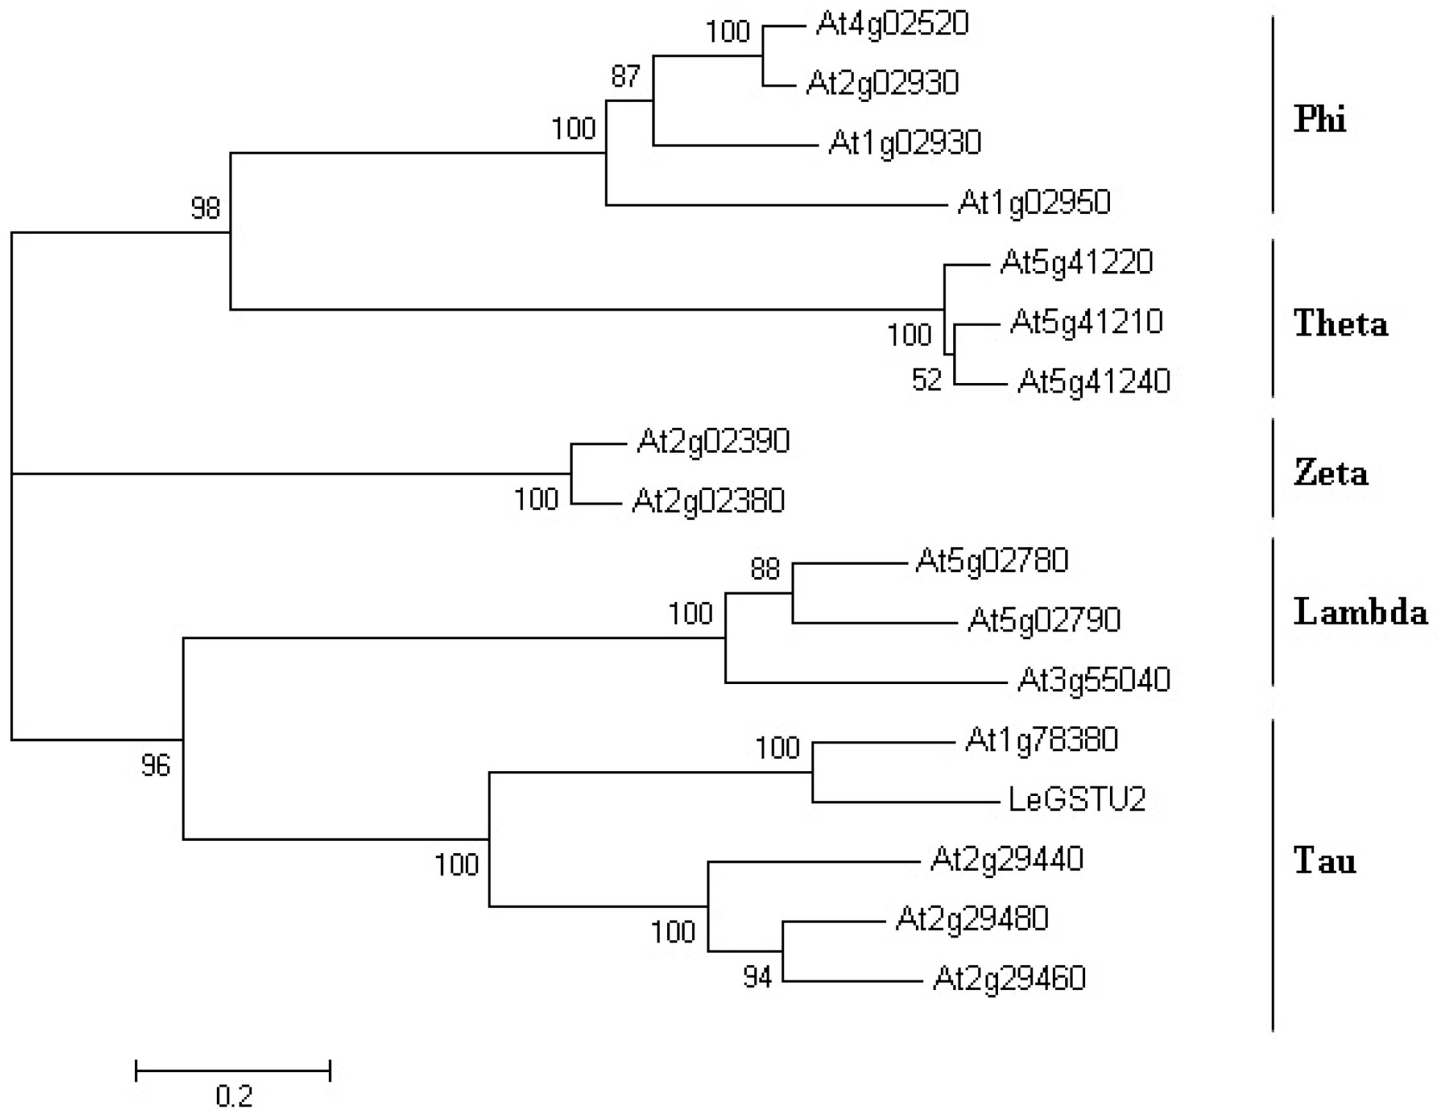 100
At4g02520
87
At2g02930
100
At1g02930
98
At1g02950
Phi
At5g41220
100
At5g41210
52
At5g41240
Theta
At2g02390
100
At2g02380
Zeta
88
At5g02780
100
At5g02790
At3g55040
Lambda
96
100
At1g78380
LeGSTU2
100
At2g29440
100
At2g29480
94
At2g29460
Tau
0.2